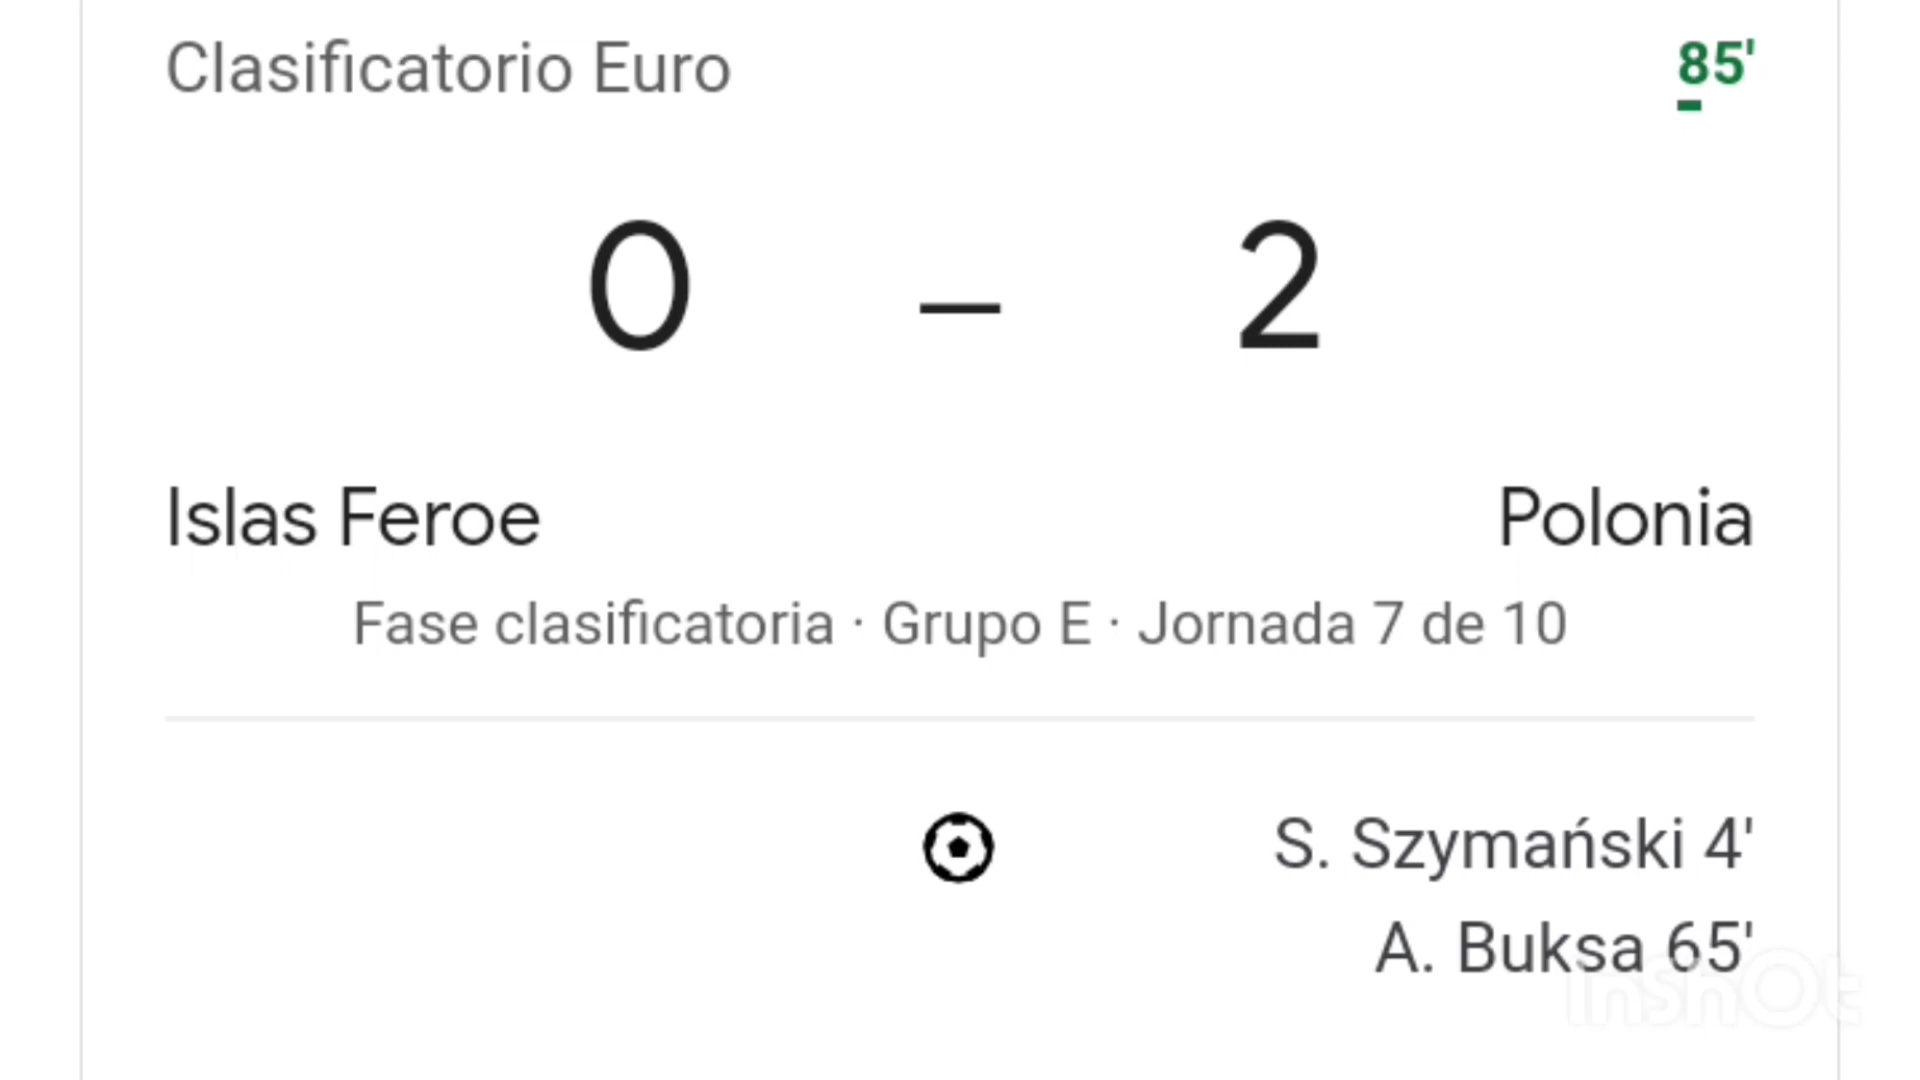 Clasificatorio Euro 85'
0 – 2
Islas Feroe Polonia
Fase clasificatoria · Grupo E · Jornada 7 de 10
S. Szymański 4'
A. Buksa 65'
InShOt